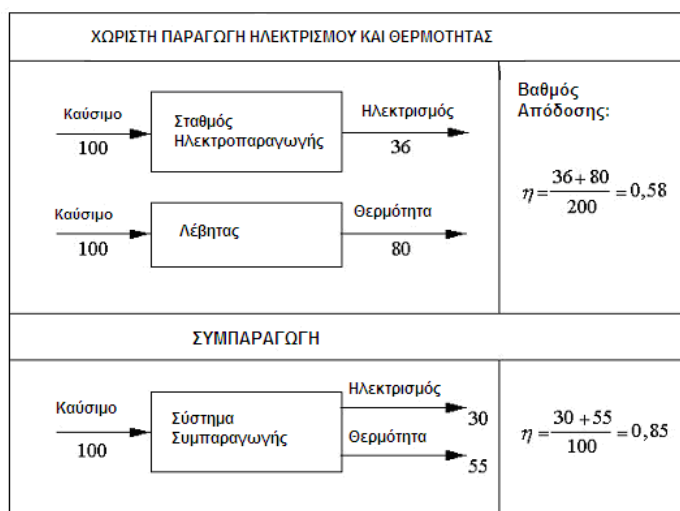 ΧΩΡΙΣΤΗ ΠΑΡΑΓΩΓΗ ΗΛΕΚΤΡΙΣΜΟΥ ΚΑΙ ΘΕΡΜΟΤΗΤΑΣ
Καύσιμο
100
Σταθμός
Ηλεκτροπαραγωγής
Ηλεκτρισμός
36
Καύσιμο
100
Λέβητας
Θερμότητα
80
Βαθμός
Απόδοσης:
η = (36 + 80) / 200 = 0,58
ΣΥΜΠΑΡΑΓΩΓΗ
Καύσιμο
100
Σύστημα
Συμπαραγωγής
Ηλεκτρισμός
30
Θερμότητα
55
η = (30 + 55) / 100 = 0,85